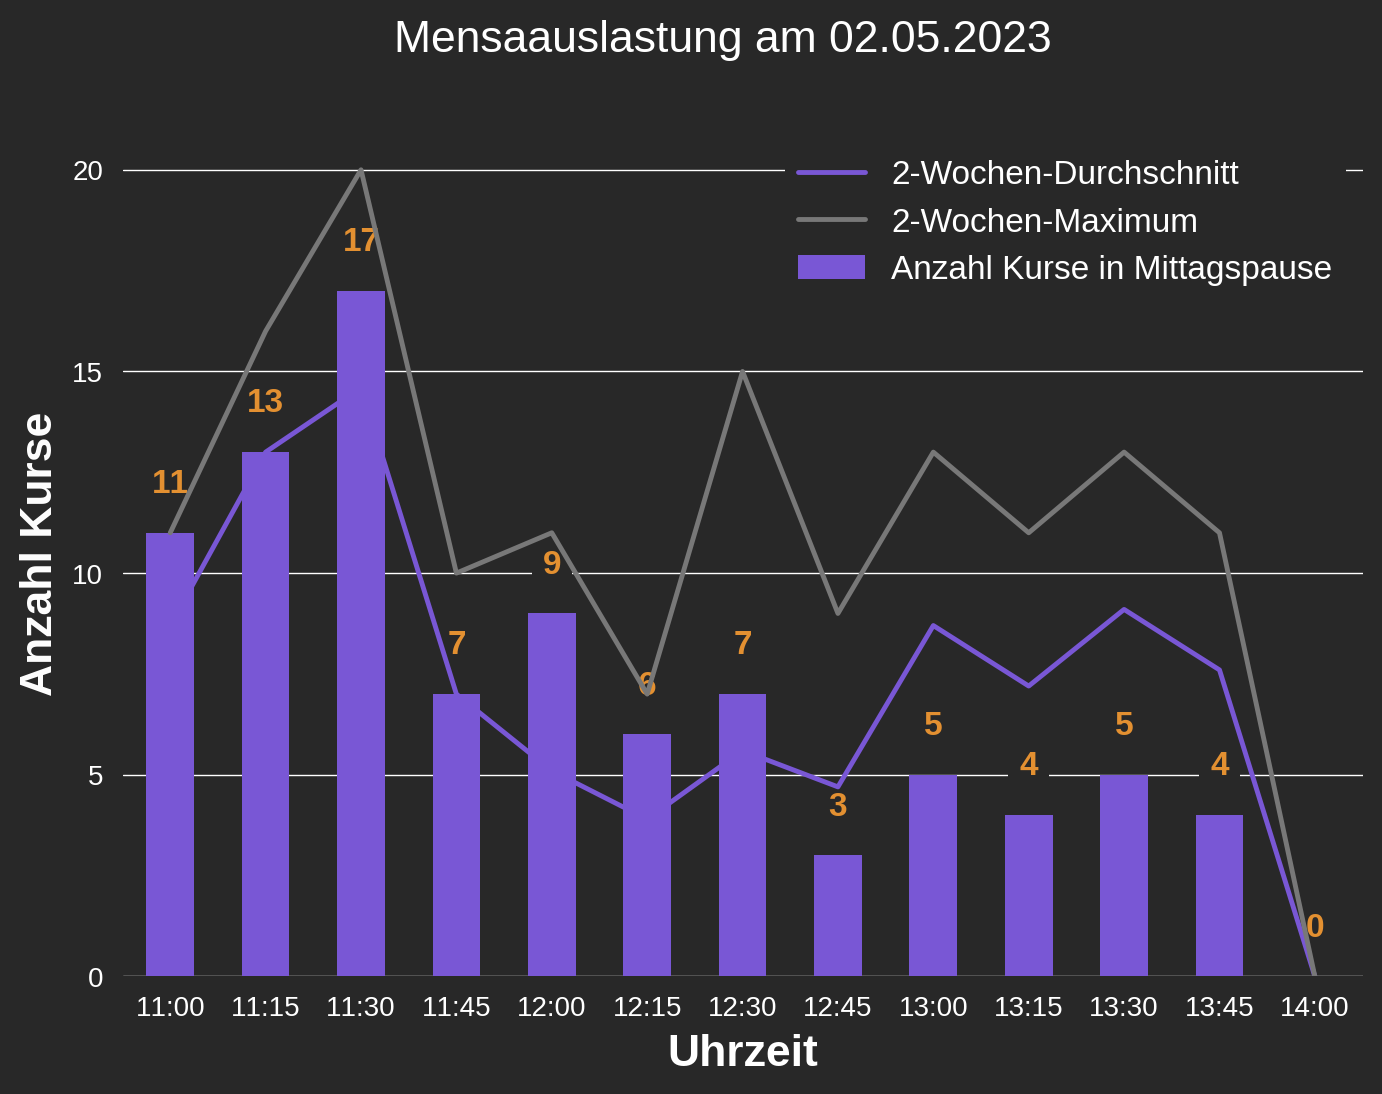 Mensaauslastung am 02.05.2023
2-Wochen-Durchschnitt
2-Wochen-Maximum
Anzahl Kurse in Mittagspause
Anzahl Kurse
20
15
10
5
0
11
13
17
7
9
6
7
3
5
4
5
4
0
11:00 11:15 11:30 11:45 12:00 12:15 12:30 12:45 13:00 13:15 13:30 13:45 14:00
Uhrzeit